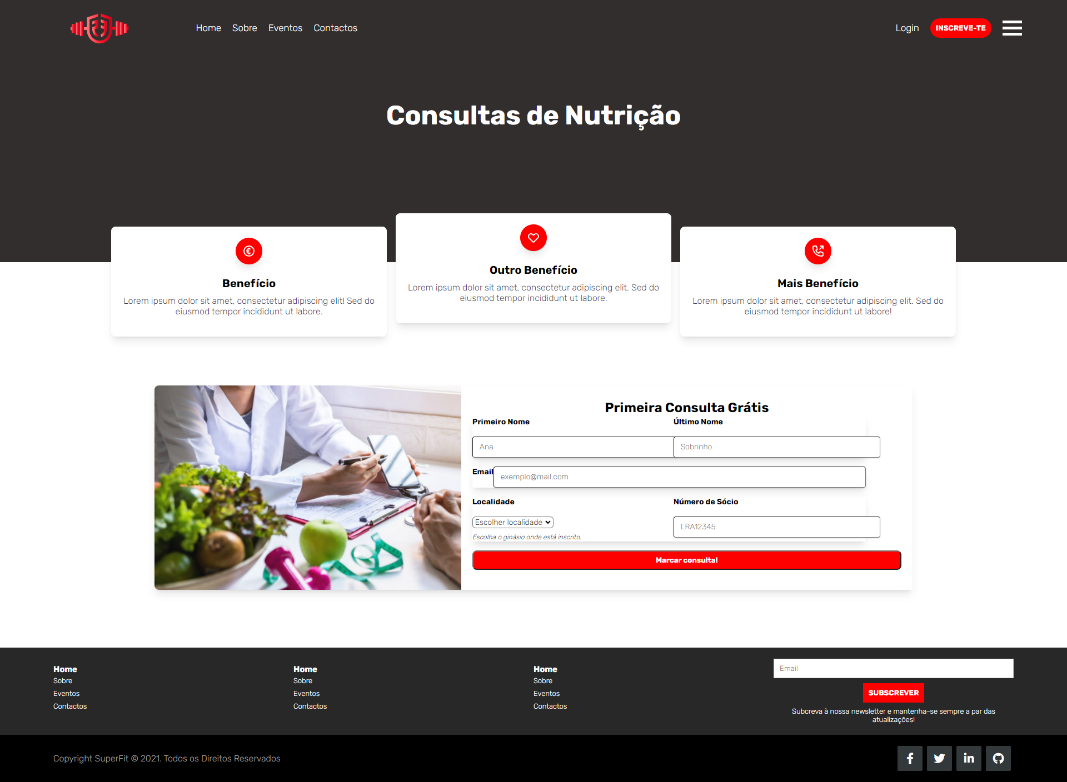 Home Sobre Eventos Contactos Login INSCREVE-TE
Consultas de Nutrição
Benefício
Lorem ipsum dolor sit amet, consectetur adipiscing elit! Sed do
eiusmod tempor incididunt ut labore.
Outro Benefício
Lorem ipsum dolor sit amet, consectetur adipiscing elit. Sed do
eiusmod tempor incididunt ut labore.
Mais Benefício
Lorem ipsum dolor sit amet, consectetur adipiscing elit. Sed do
eiusmod tempor incididunt ut labore!
Primeira Consulta Grátis
Primeiro Nome Último Nome
Ana Sobrinho
Email exemplo@mail.com
Localidade Número de Sócio
Escolher localidade LRA12345
Escolha o ginásio onde está inscrito.
Marcar consulta!
Home
Sobre
Eventos
Contactos
Home
Sobre
Eventos
Contactos
Home
Sobre
Eventos
Contactos
Email
SUBSCREVER
Subcreva à nossa newsletter e mantenha-se sempre a par das
atualizações!
Copyright SuperFit © 2021. Todos os Direitos Reservados